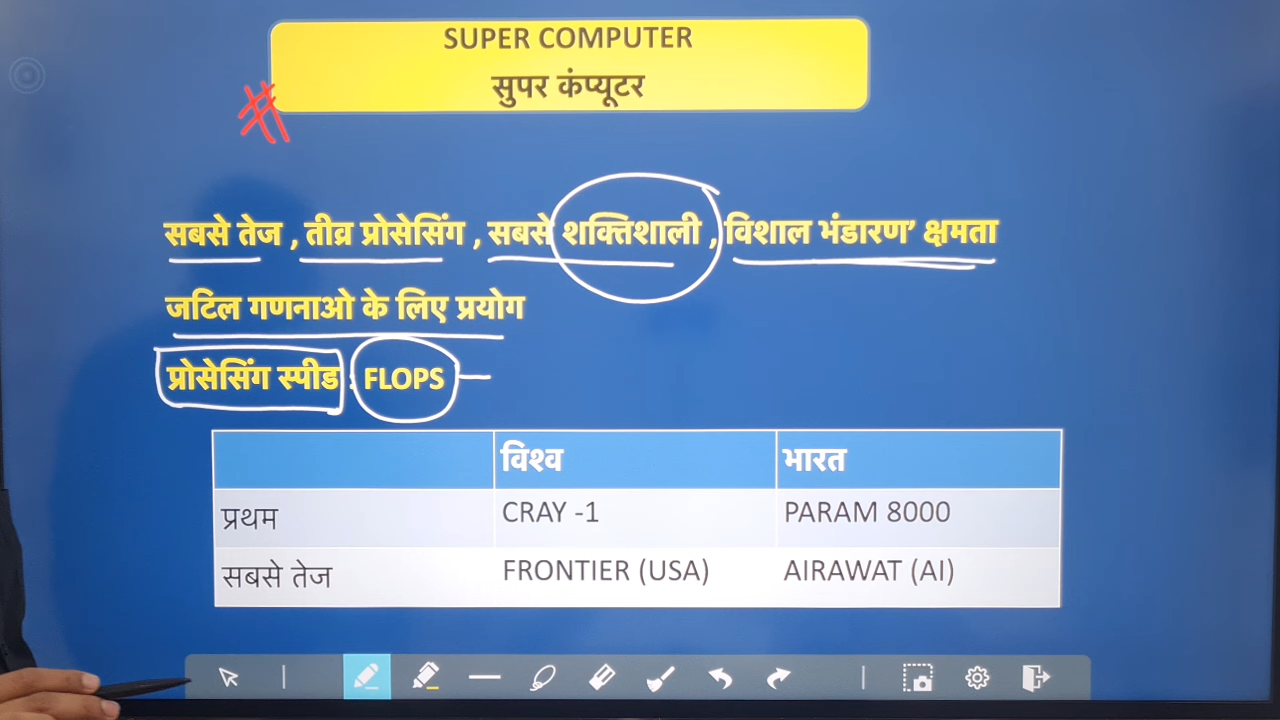 SUPER COMPUTER
सुपर कंप्यूटर
#
सबसे तेज , तीव्र प्रोसेसिंग , सबसे शक्तिशाली , विशाल भंडारण’ क्षमता
जटिल गणनाओ के लिए प्रयोग
प्रोसेसिंग स्पीड : FLOPS
विश्व भारत
प्रथम CRAY -1 PARAM 8000
सबसे तेज FRONTIER (USA) AIRAWAT (AI)